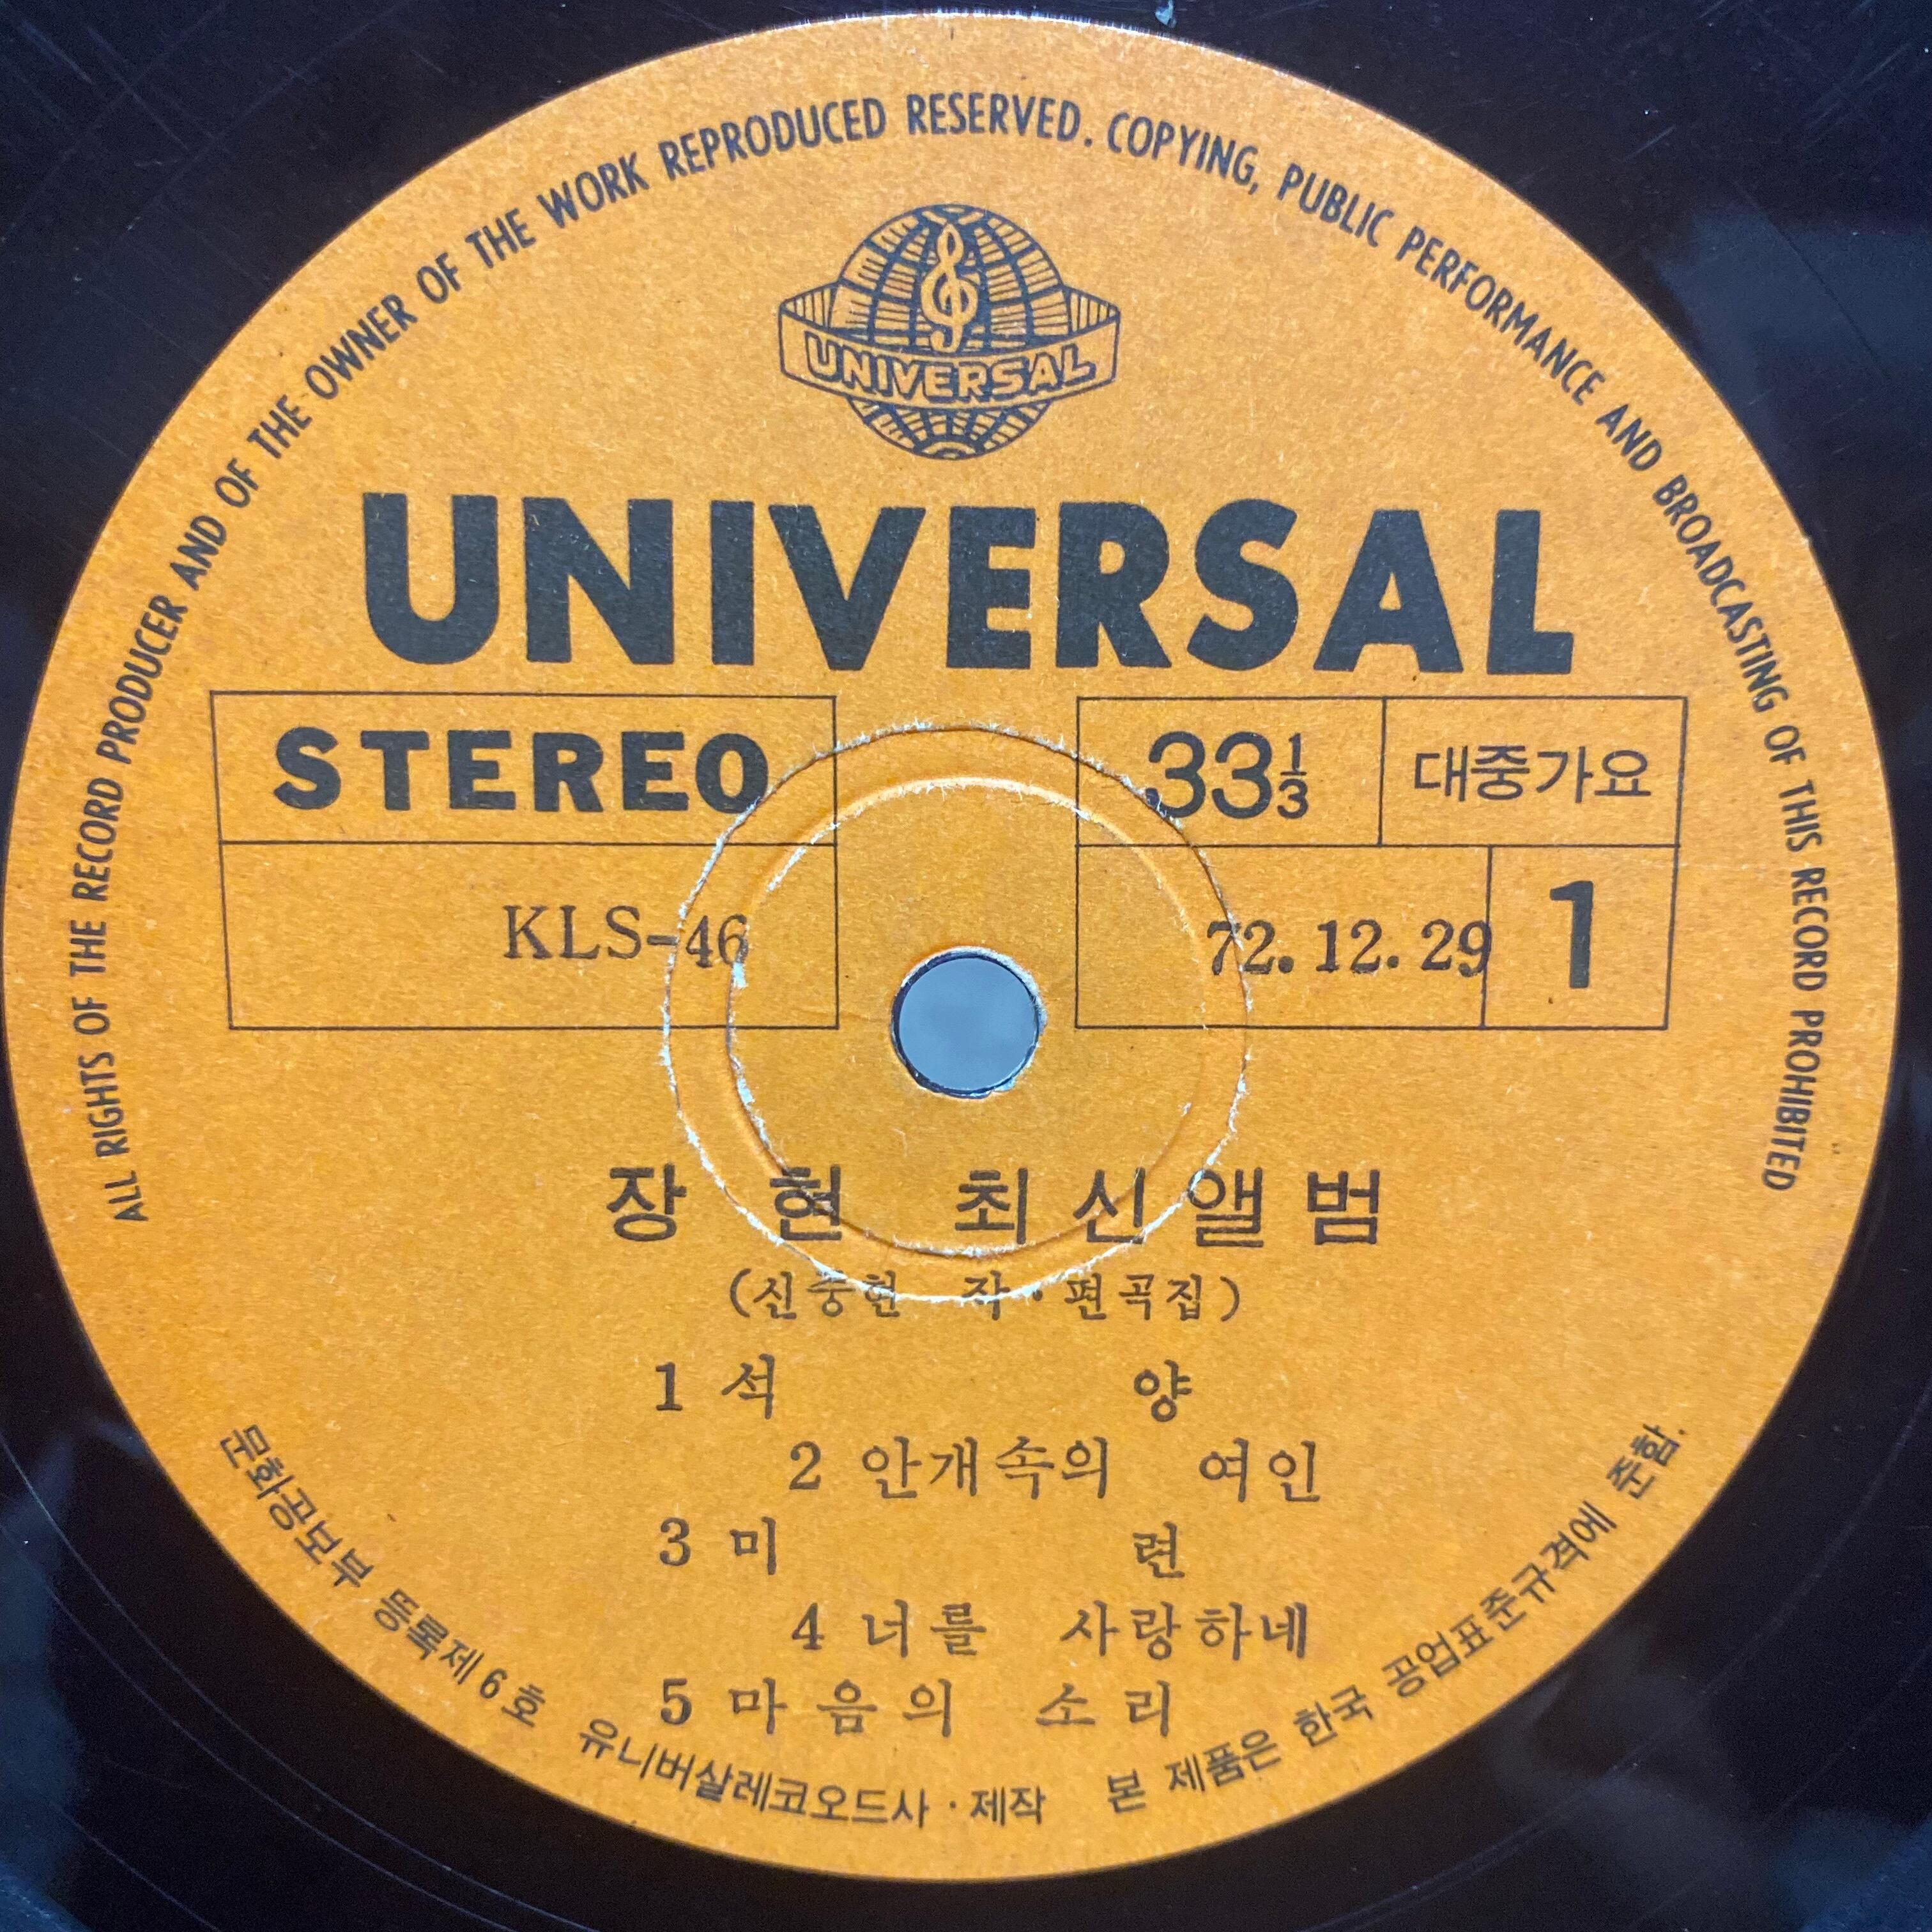 ALL RIGHTS OF THE RECORD PRODUCER AND OF THE OWNER OF THE WORK REPRODUCED RESERVED. COPYING, PUBLIC PERFORMANCE AND BROADCASTING OF THIS RECORD PROHIBITED
UNIVERSAL
UNIVERSAL
STEREO
33⅓
대중가요
KLS-46
72.12.29
1
장 현 최신앨범
(신중현 작·편곡집)
1 석 양
2 안개속의 여인
3 미 련
4 너를 사랑하네
5 마음의 소리
문화공보부 등록제6호 유니버살레코오드사·제작 본 제품은 한국 공업표준규격에 준함.